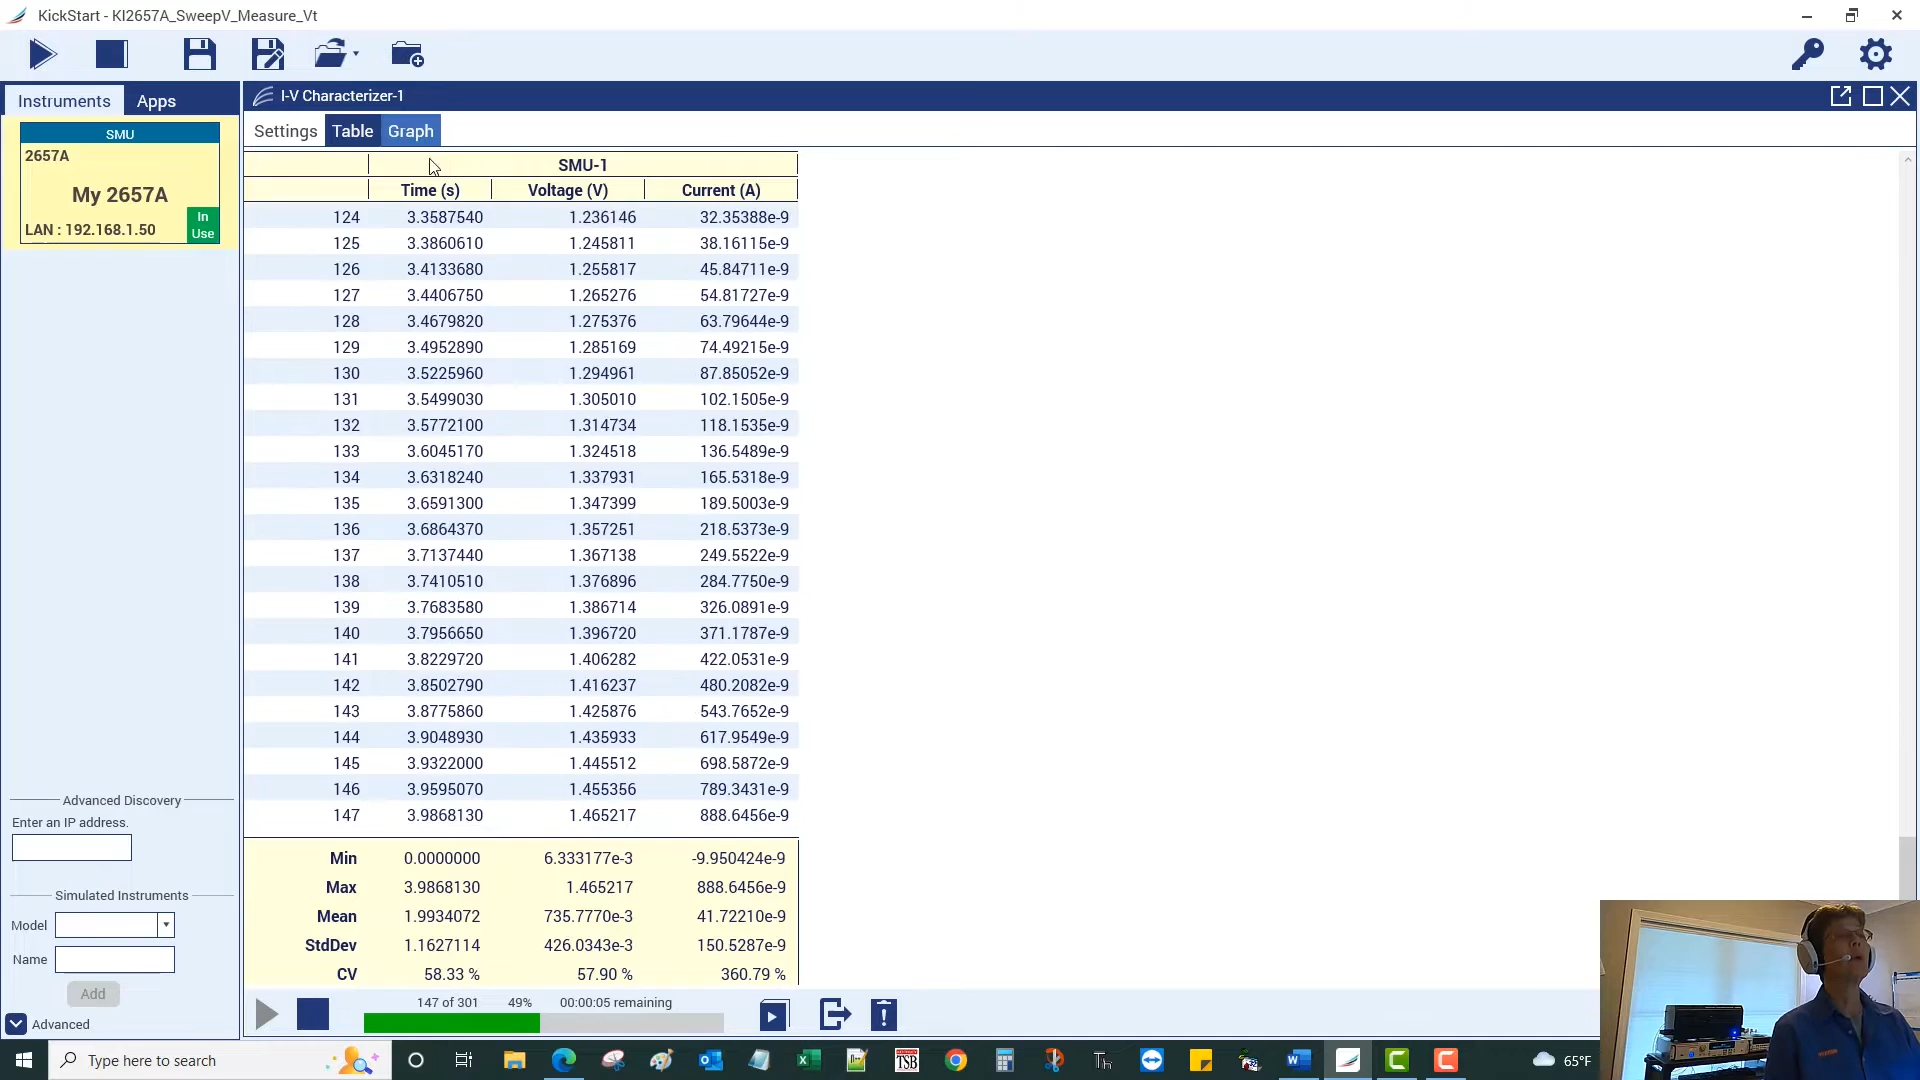 KickStart - KI2657A_SweepV_Measure_Vt
Instruments Apps
I-V Characterizer-1
Settings Table Graph
SMU
2657A
My 2657A
LAN : 192.168.1.50
In Use
SMU-1
Time (s) Voltage (V) Current (A)
124 3.3587540 1.236146 32.35388e-9
125 3.3860610 1.245811 38.16115e-9
126 3.4133680 1.255817 45.84711e-9
127 3.4406750 1.265276 54.81727e-9
128 3.4679820 1.275376 63.79644e-9
129 3.4952890 1.285169 74.49215e-9
130 3.5225960 1.294961 87.85052e-9
131 3.5499030 1.305010 102.1505e-9
132 3.5772100 1.314734 118.1535e-9
133 3.6045170 1.324518 136.5489e-9
134 3.6318240 1.337931 165.5318e-9
135 3.6591300 1.347399 189.5003e-9
136 3.6864370 1.357251 218.5373e-9
137 3.7137440 1.367138 249.5522e-9
138 3.7410510 1.376896 284.7750e-9
139 3.7683580 1.386714 326.0891e-9
140 3.7956650 1.396720 371.1787e-9
141 3.8229720 1.406282 422.0531e-9
142 3.8502790 1.416237 480.2082e-9
143 3.8775860 1.425876 543.7652e-9
144 3.9048930 1.435933 617.9549e-9
145 3.9322000 1.445512 698.5872e-9
146 3.9595070 1.455356 789.3431e-9
147 3.9868130 1.465217 888.6456e-9
Min 0.0000000 6.333177e-3 -9.950424e-9
Max 3.9868130 1.465217 888.6456e-9
Mean 1.9934072 735.7770e-3 41.72210e-9
StdDev 1.1627114 426.0343e-3 150.5287e-9
CV 58.33 % 57.90 % 360.79 %
Advanced Discovery
Enter an IP address.
Simulated Instruments
Model
Name
Add
Advanced
147 of 301 49% 00:00:05 remaining
Type here to search
TSB
65°F